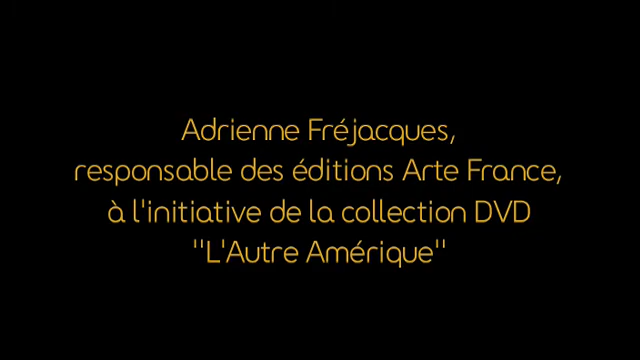 Adrienne Fréjacques,
responsable des éditions Arte France,
à l'initiative de la collection DVD
"L'Autre Amérique"